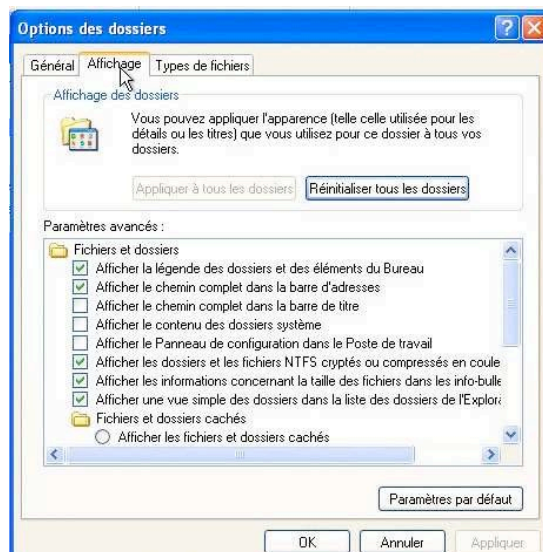 Options des dossiers
Général Affichage Types de fichiers
Affichage des dossiers
Vous pouvez appliquer l'apparence (telle celle utilisée pour les
détails ou les titres) que vous utilisez pour ce dossier à tous vos
dossiers.
Appliquer à tous les dossiers Réinitialiser tous les dossiers
Paramètres avancés :
Fichiers et dossiers
Afficher la légende des dossiers et des éléments du Bureau
Afficher le chemin complet dans la barre d'adresses
Afficher le chemin complet dans la barre de titre
Afficher le contenu des dossiers système
Afficher le Panneau de configuration dans le Poste de travail
Afficher les dossiers et les fichiers NTFS cryptés ou compressés en coule
Afficher les informations concernant la taille des fichiers dans les info-bulle
Afficher une vue simple des dossiers dans la liste des dossiers de l'Explora
Fichiers et dossiers cachés
Afficher les fichiers et dossiers cachés
Paramètres par défaut
OK Annuler Appliquer